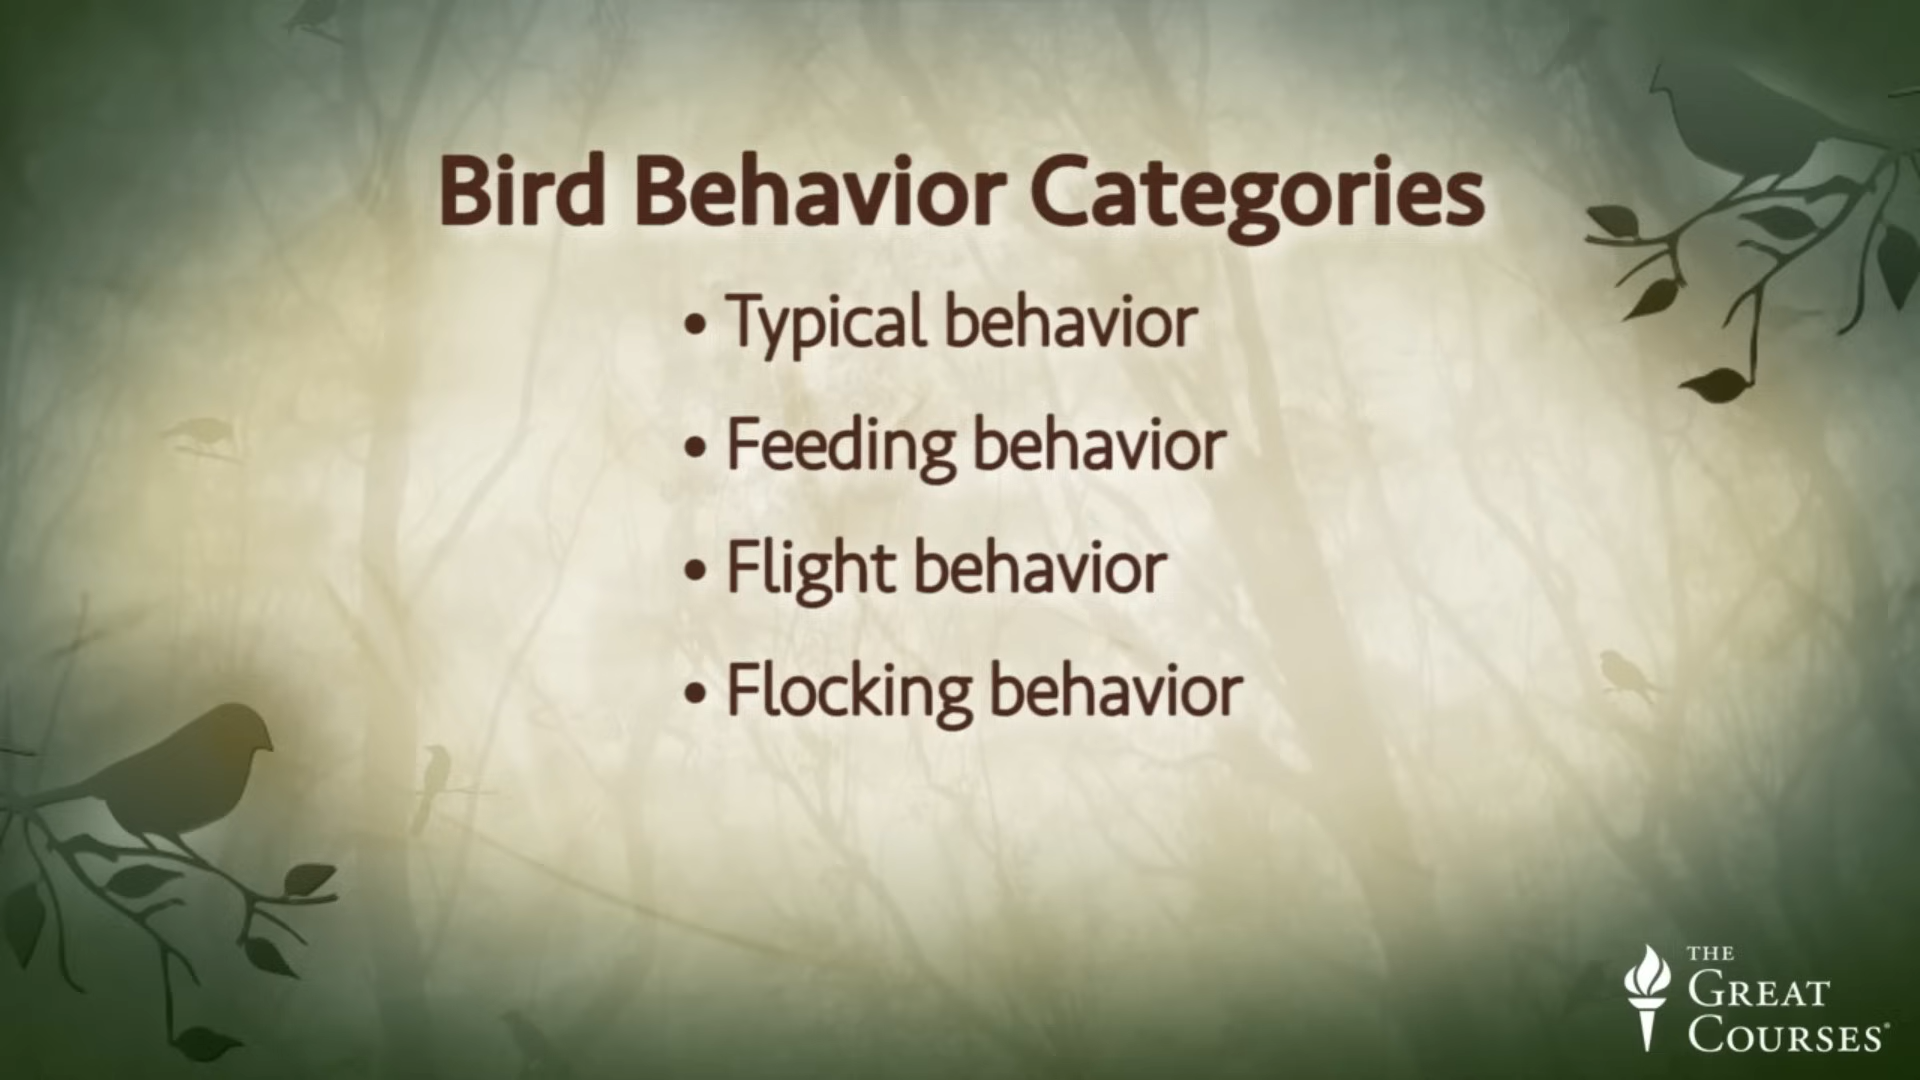 Bird Behavior Categories
• Typical behavior
• Feeding behavior
• Flight behavior
• Flocking behavior
THE
GREAT
COURSES®